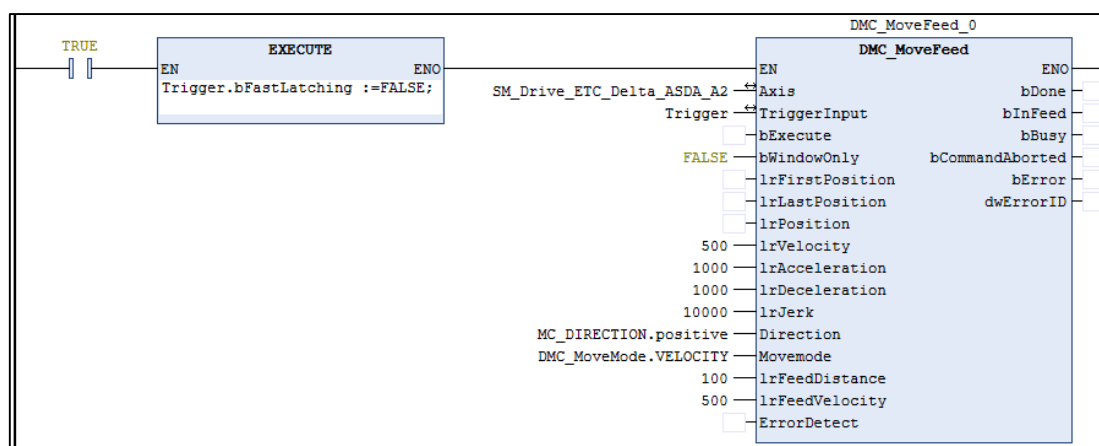 DMC_MoveFeed_0
TRUE
EXECUTE
DMC_MoveFeed
EN ENO
EN ENO
Trigger.bFastLatching :=FALSE;
SM_Drive_ETC_Delta_ASDA_A2 Axis bDone
Trigger TriggerInput bInFeed
bExecute bBusy
FALSE bWindowOnly bCommandAborted
lrFirstPosition bError
lrLastPosition dwErrorID
lrPosition
500 lrVelocity
1000 lrAcceleration
1000 lrDeceleration
10000 lrJerk
MC_DIRECTION.positive Direction
DMC_MoveMode.VELOCITY Movemode
100 lrFeedDistance
500 lrFeedVelocity
ErrorDetect